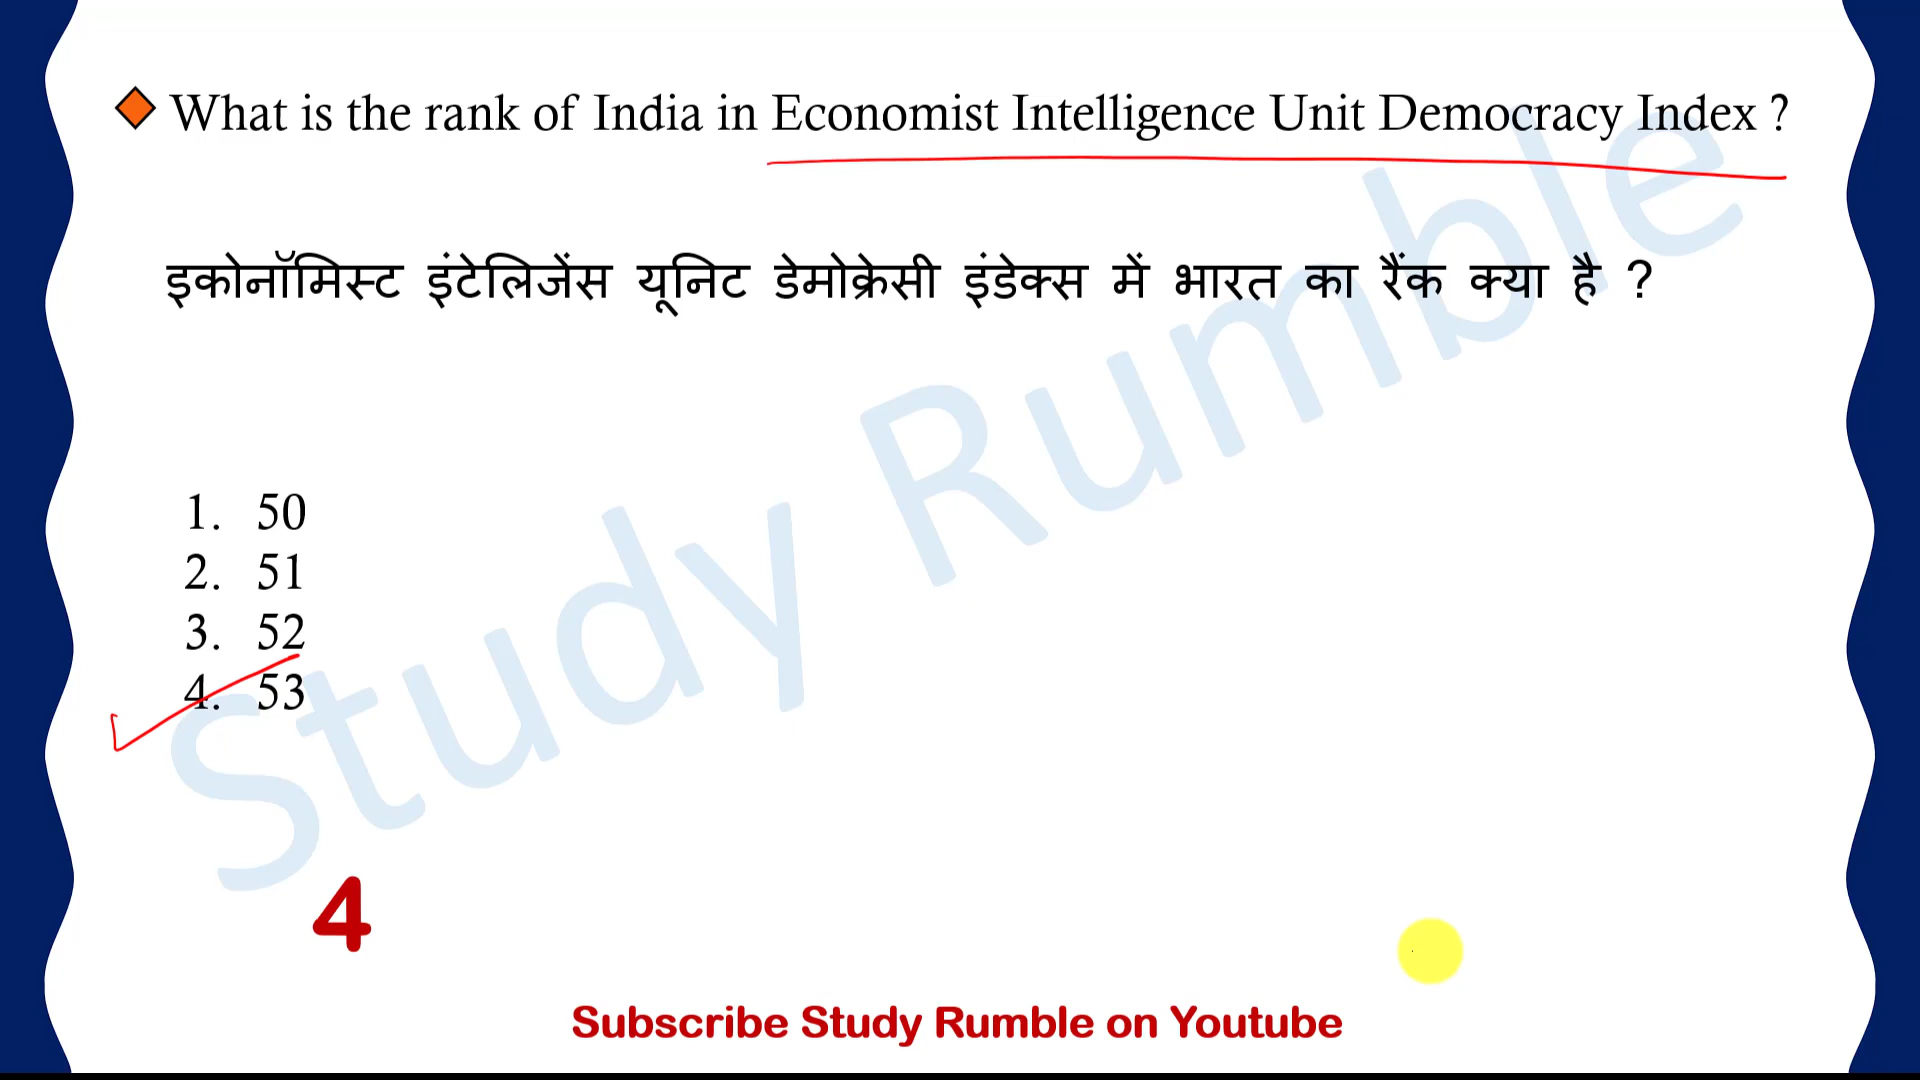 What is the rank of India in Economist Intelligence Unit Democracy Index ?
इकोनॉमिस्ट इंटेलिजेंस यूनिट डेमोक्रेसी इंडेक्स में भारत का रैंक क्या है ?
1. 50
2. 51
3. 52
4. 53
Study Rumble
4
Subscribe Study Rumble on Youtube